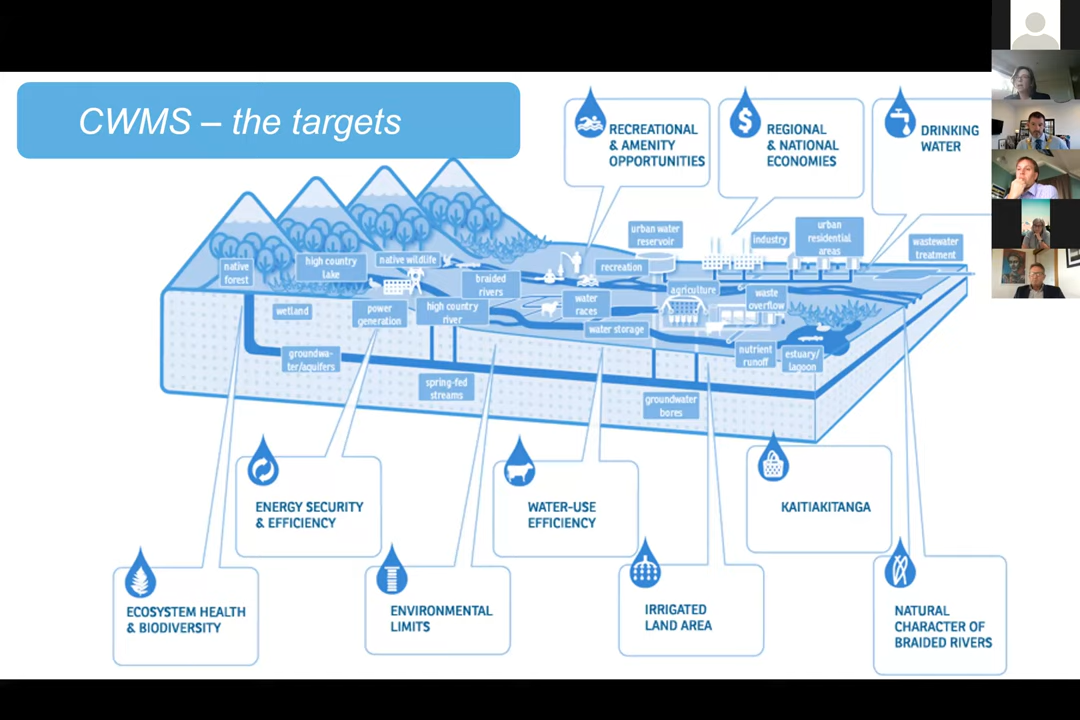 CWMS – the targets
RECREATIONAL
& AMENITY
OPPORTUNITIES
REGIONAL
& NATIONAL
ECONOMIES
DRINKING
WATER
urban water
reservoir
industry
urban
residential
areas
wastewater
treatment
native
forest
high country
lake
native wildlife
braided
rivers
recreation
agriculture
waste
overflow
wetland
power
generation
high country
river
water
races
water storage
nutrient
runoff
estuary/
lagoon
groundwa-
ter/aquifers
spring-fed
streams
groundwater
bores
ENERGY SECURITY
& EFFICIENCY
WATER-USE
EFFICIENCY
KAITIAKITANGA
ECOSYSTEM HEALTH
& BIODIVERSITY
ENVIRONMENTAL
LIMITS
IRRIGATED
LAND AREA
NATURAL
CHARACTER OF
BRAIDED RIVERS